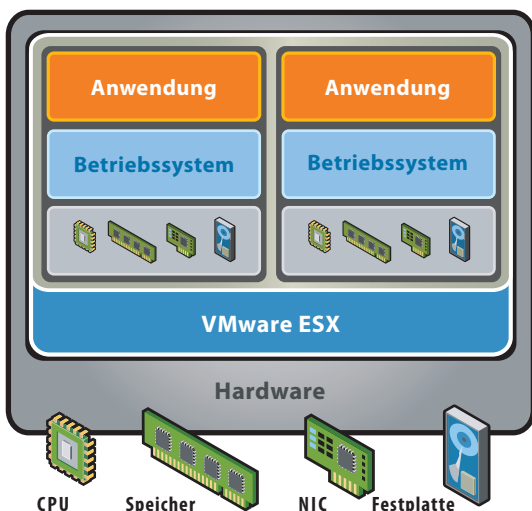 Anwendung Anwendung
Betriebssystem Betriebssystem
VMware ESX
Hardware
CPU Speicher NIC Festplatte